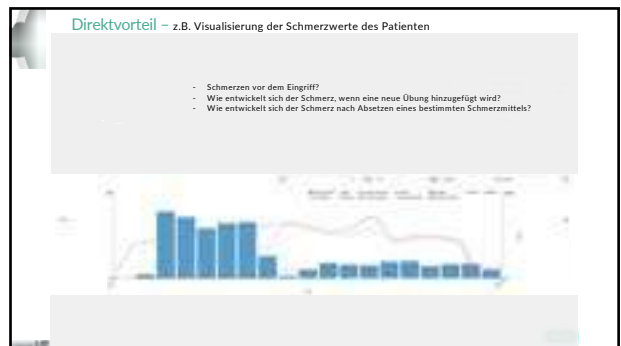 Direktvorteil – z.B. Visualisierung der Schmerzwerte des Patienten
- Schmerzen vor dem Eingriff?
- Wie entwickelt sich der Schmerz, wenn eine neue Übung hinzugefügt wird?
- Wie entwickelt sich der Schmerz nach Absetzen eines bestimmten Schmerzmittels?